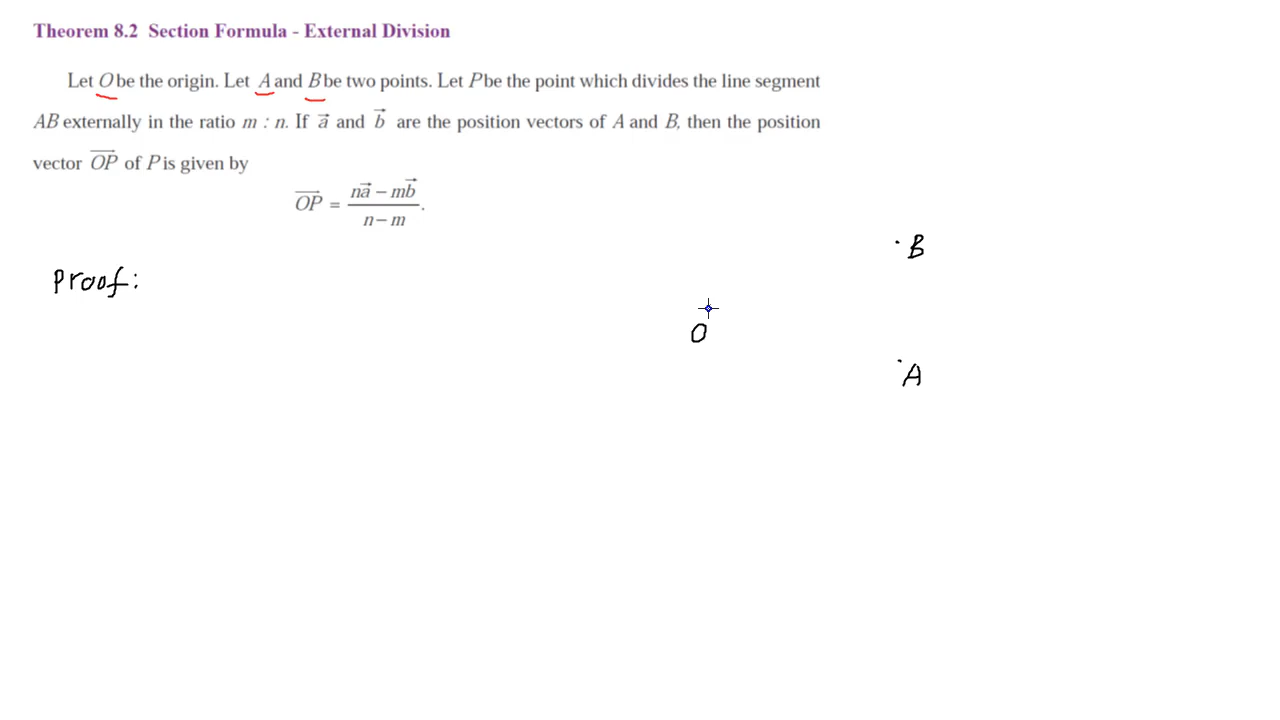 Theorem 8.2 Section Formula - External Division
Let O be the origin. Let A and B be two points. Let P be the point which divides the line segment
AB externally in the ratio m : n. If a⃗ and b⃗ are the position vectors of A and B, then the position
vector OP⃗ of P is given by
OP⃗ = (na⃗ − mb⃗)/(n − m).
B
Proof:
O
A